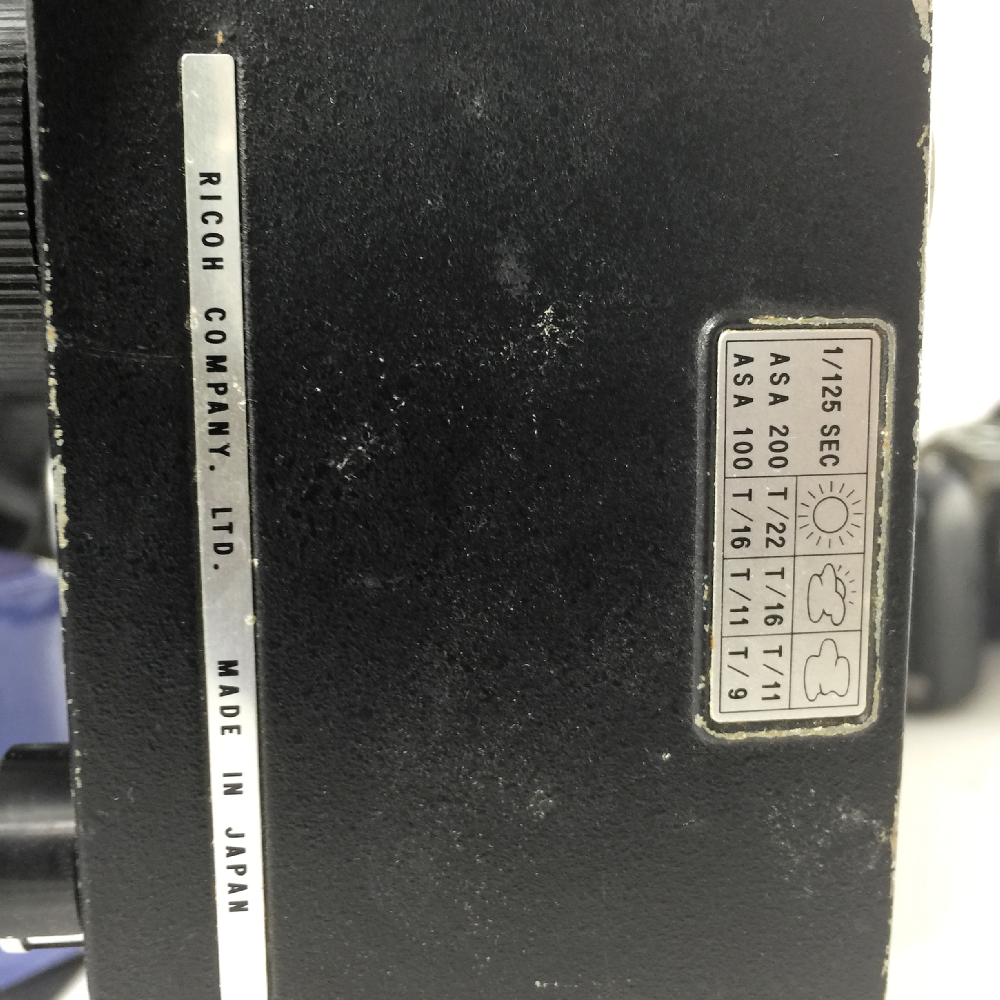 RICOH COMPANY. LTD. MADE IN JAPAN
1/125 SEC
ASA 200 T/22 T/16 T/11
ASA 100 T/16 T/11 T/9